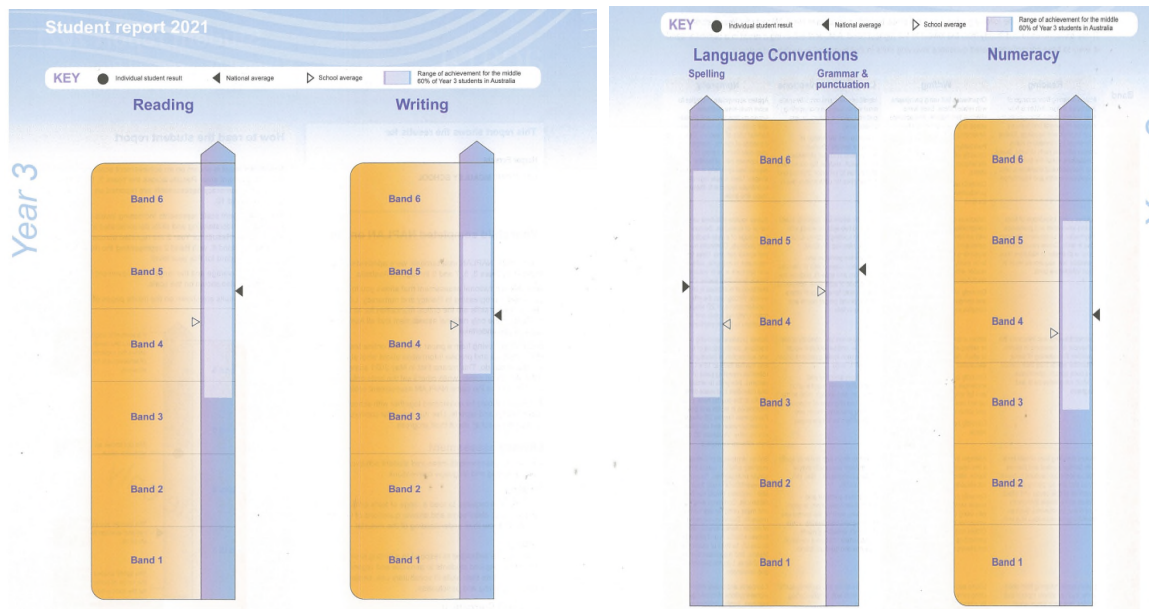 Student report 2021
KEY Individual student result National average School average Range of achievement for the middle
60% of Year 3 students in Australia
Reading Writing
Year 3
Band 6 Band 6
Band 5 Band 5
Band 4 Band 4
Band 3 Band 3
Band 2 Band 2
Band 1 Band 1
KEY Individual student result National average School average Range of achievement for the middle
60% of Year 3 students in Australia
Language Conventions Numeracy
Spelling Grammar &
punctuation
Band 6 Band 6
Band 5 Band 5
Band 4 Band 4
Band 3 Band 3
Band 2 Band 2
Band 1 Band 1